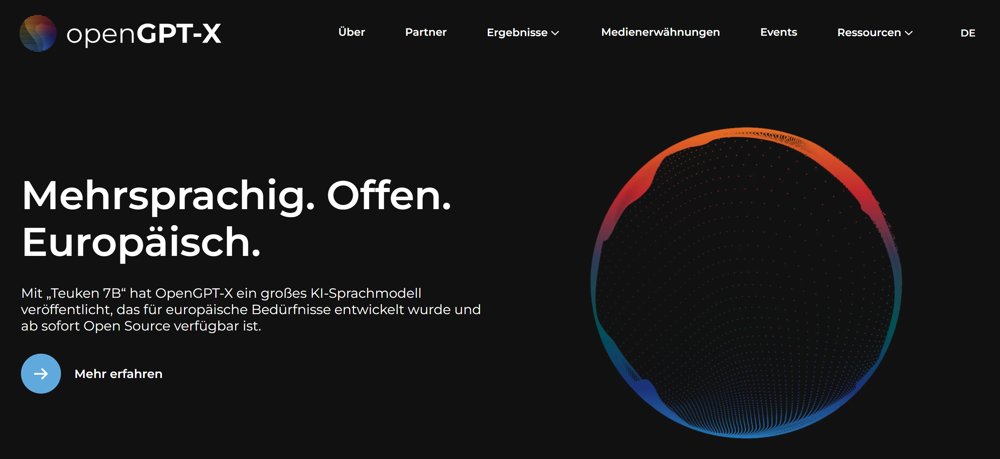 openGPT-X
Über
Partner
Ergebnisse
Medienerwähnungen
Events
Ressourcen
DE
Mehrsprachig. Offen.
Europäisch.
Mit „Teuken 7B“ hat OpenGPT-X ein großes KI-Sprachmodell
veröffentlicht, das für europäische Bedürfnisse entwickelt wurde und
ab sofort Open Source verfügbar ist.
Mehr erfahren